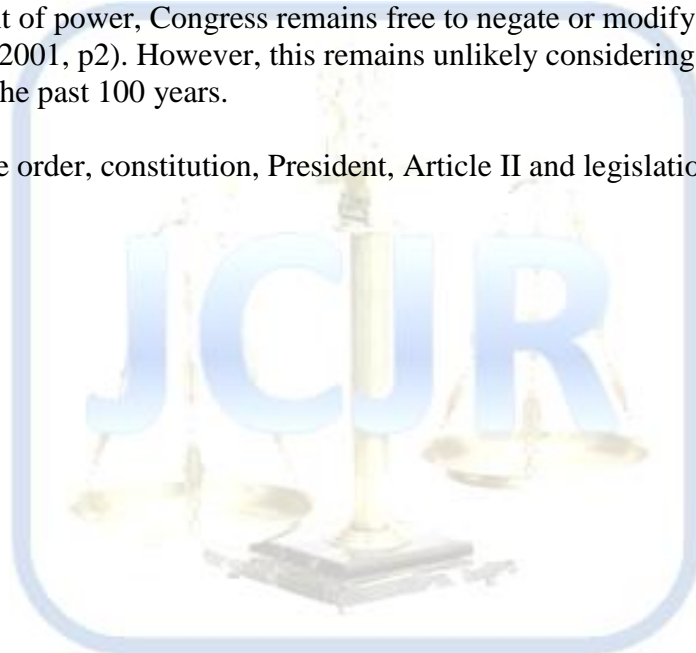 t of power, Congress remains free to negate or modify
2001, p2). However, this remains unlikely considering
he past 100 years.
e order, constitution, President, Article II and legislatio
JCJR